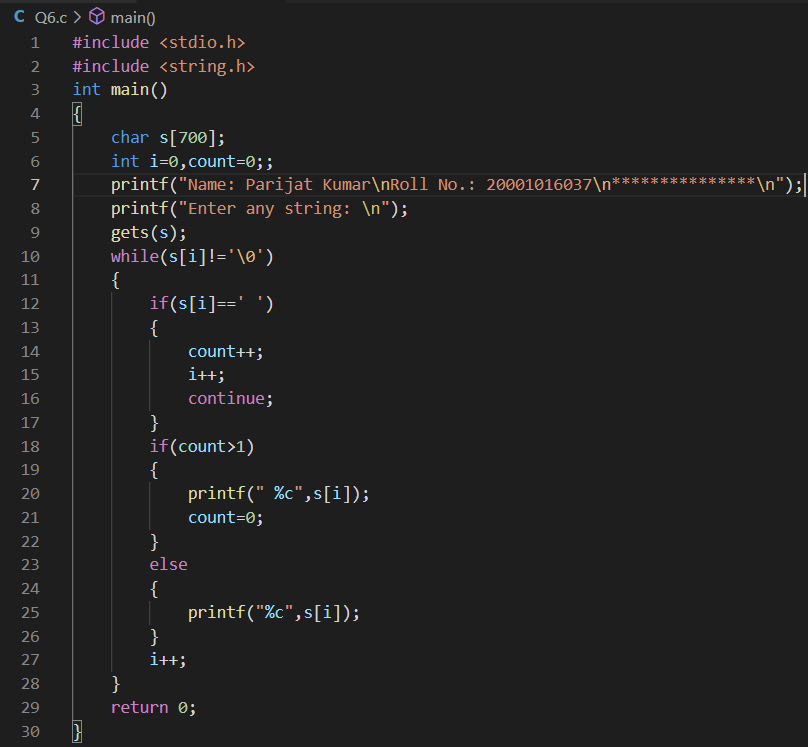 C Q6.c > main()
1 #include <stdio.h>
2 #include <string.h>
3 int main()
4 {
5     char s[700];
6     int i=0,count=0;;
7     printf("Name: Parijat Kumar\nRoll No.: 20001016037\n***************\n");
8     printf("Enter any string: \n");
9     gets(s);
10     while(s[i]!='\0')
11     {
12         if(s[i]==' ')
13         {
14             count++;
15             i++;
16             continue;
17         }
18         if(count>1)
19         {
20             printf(" %c",s[i]);
21             count=0;
22         }
23         else
24         {
25             printf("%c",s[i]);
26         }
27         i++;
28     }
29     return 0;
30 }